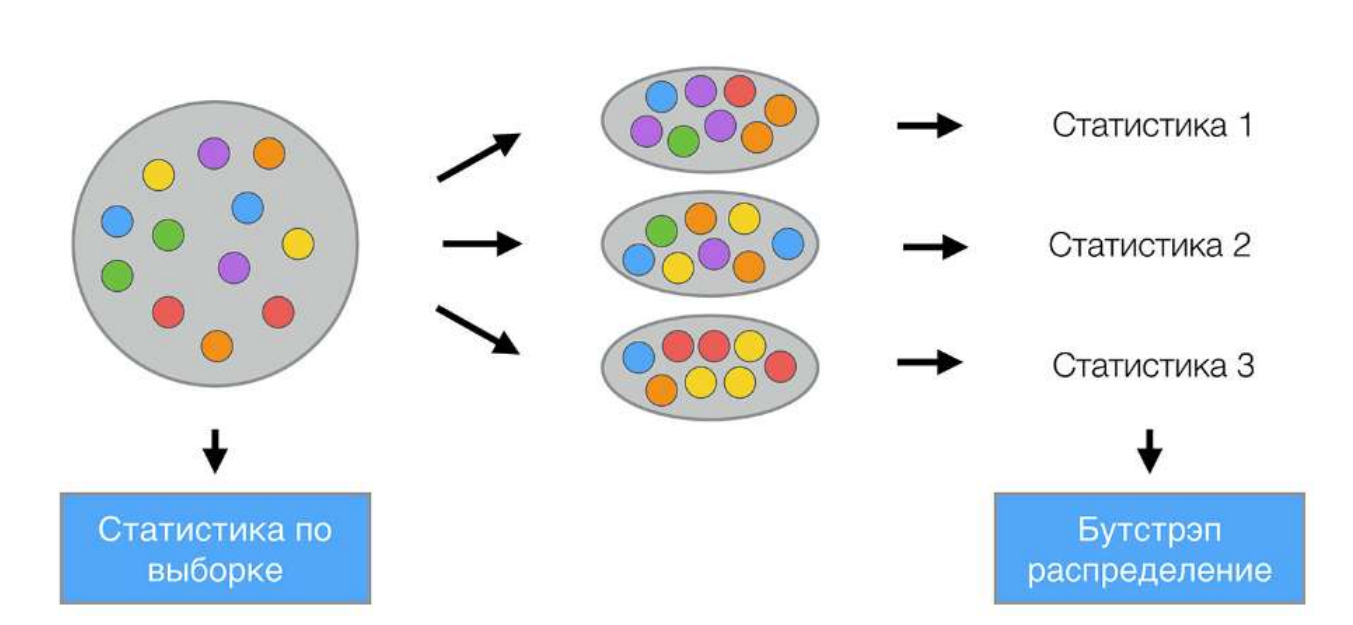 Статистика 1
Статистика 2
Статистика 3
Статистика по
выборке
Бутстрэп
распределение